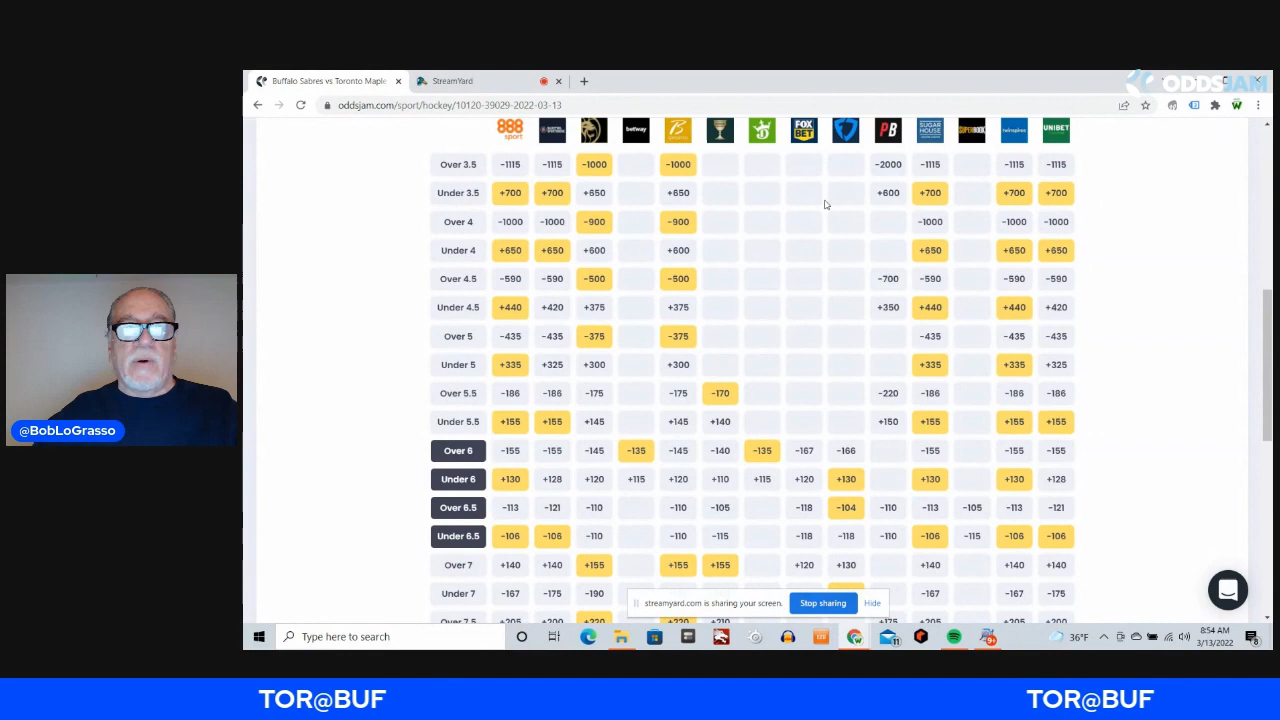 Buffalo Sabres vs Toronto Maple
StreamYard
ODDSJAM
oddsjam.com/sport/hockey/10120-39029-2022-03-13
888 sport betway FOX BET PB SUGAR HOUSE SUPERBOOK twinspires UNIBET
Over 3.5 -1115 -1115 -1000 -1000 -2000 -1115 -1115 -1115
Under 3.5 +700 +700 +650 +650 +600 +700 +700 +700
Over 4 -1000 -1000 -900 -900 -1000 -1000 -1000
Under 4 +650 +650 +600 +600 +650 +650 +650
Over 4.5 -590 -590 -500 -500 -700 -590 -590 -590
Under 4.5 +440 +420 +375 +375 +350 +440 +440 +420
Over 5 -435 -435 -375 -375 -435 -435 -435
Under 5 +335 +325 +300 +300 +335 +335 +325
Over 5.5 -186 -186 -175 -175 -170 -220 -186 -186 -186
Under 5.5 +155 +155 +145 +145 +140 +150 +155 +155 +155
Over 6 -155 -155 -145 -135 -145 -140 -135 -167 -166 -155 -155 -155
Under 6 +130 +128 +120 +115 +120 +110 +115 +120 +130 +130 +130 +128
Over 6.5 -113 -121 -110 -110 -105 -118 -104 -110 -113 -105 -113 -121
Under 6.5 -106 -106 -110 -110 -115 -118 -118 -110 -106 -115 -106 -106
Over 7 +140 +140 +155 +155 +155 +120 +130 +140 +140 +140
Under 7 -167 -175 -190 -167 -167 -175
streamyard.com is sharing your screen. Stop sharing Hide
@BobLoGrasso
Type here to search
11
9+
36°F
8:54 AM
3/13/2022
8
TOR@BUF TOR@BUF